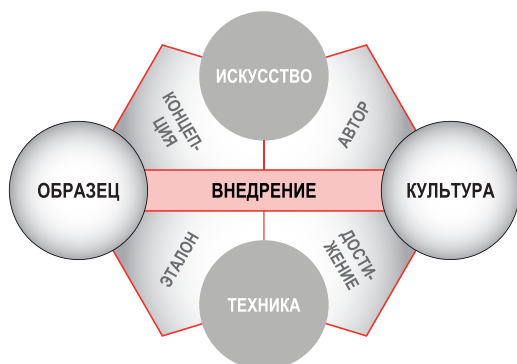 ИСКУССТВО
КОНЦЕП-
ЦИЯ
АВТОР
ОБРАЗЕЦ
ВНЕДРЕНИЕ
КУЛЬТУРА
ЭТАЛОН
ДОСТИ-
ЖЕНИЕ
ТЕХНИКА